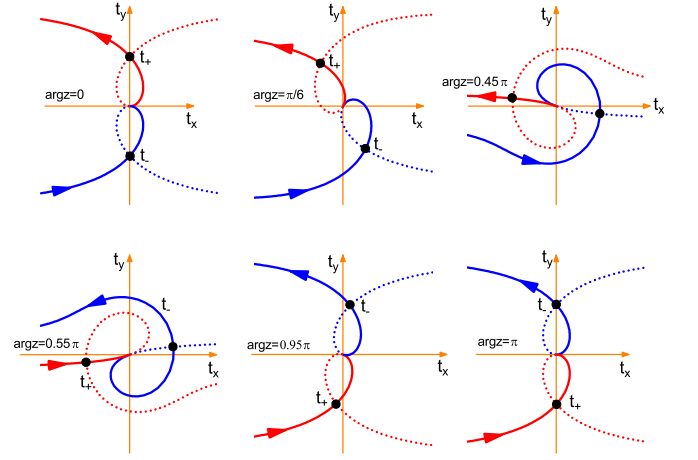 t_y
t_+
argz=0
t_x
t_-
t_y
t_+
argz=π/6
t_x
t_-
t_y
argz=0.45π
t_x
t_y
t_-
argz=0.55π
t_x
t_+
t_y
t_-
argz=0.95π
t_x
t_+
t_y
t_-
argz=π
t_x
t_+